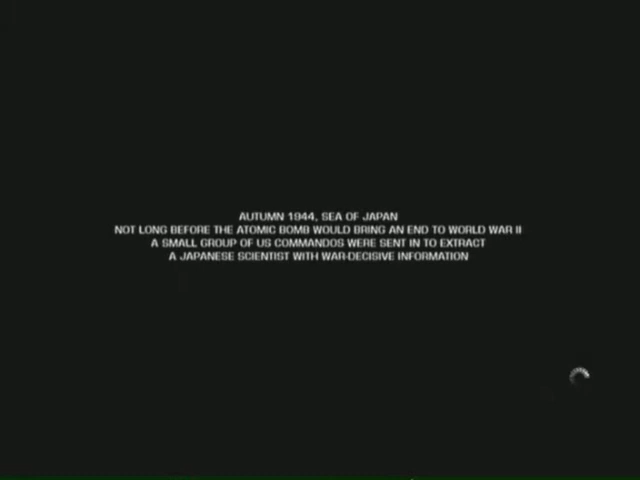 AUTUMN 1944, SEA OF JAPAN
NOT LONG BEFORE THE ATOMIC BOMB WOULD BRING AN END TO WORLD WAR II
A SMALL GROUP OF US COMMANDOS WERE SENT IN TO EXTRACT
A JAPANESE SCIENTIST WITH WAR-DECISIVE INFORMATION